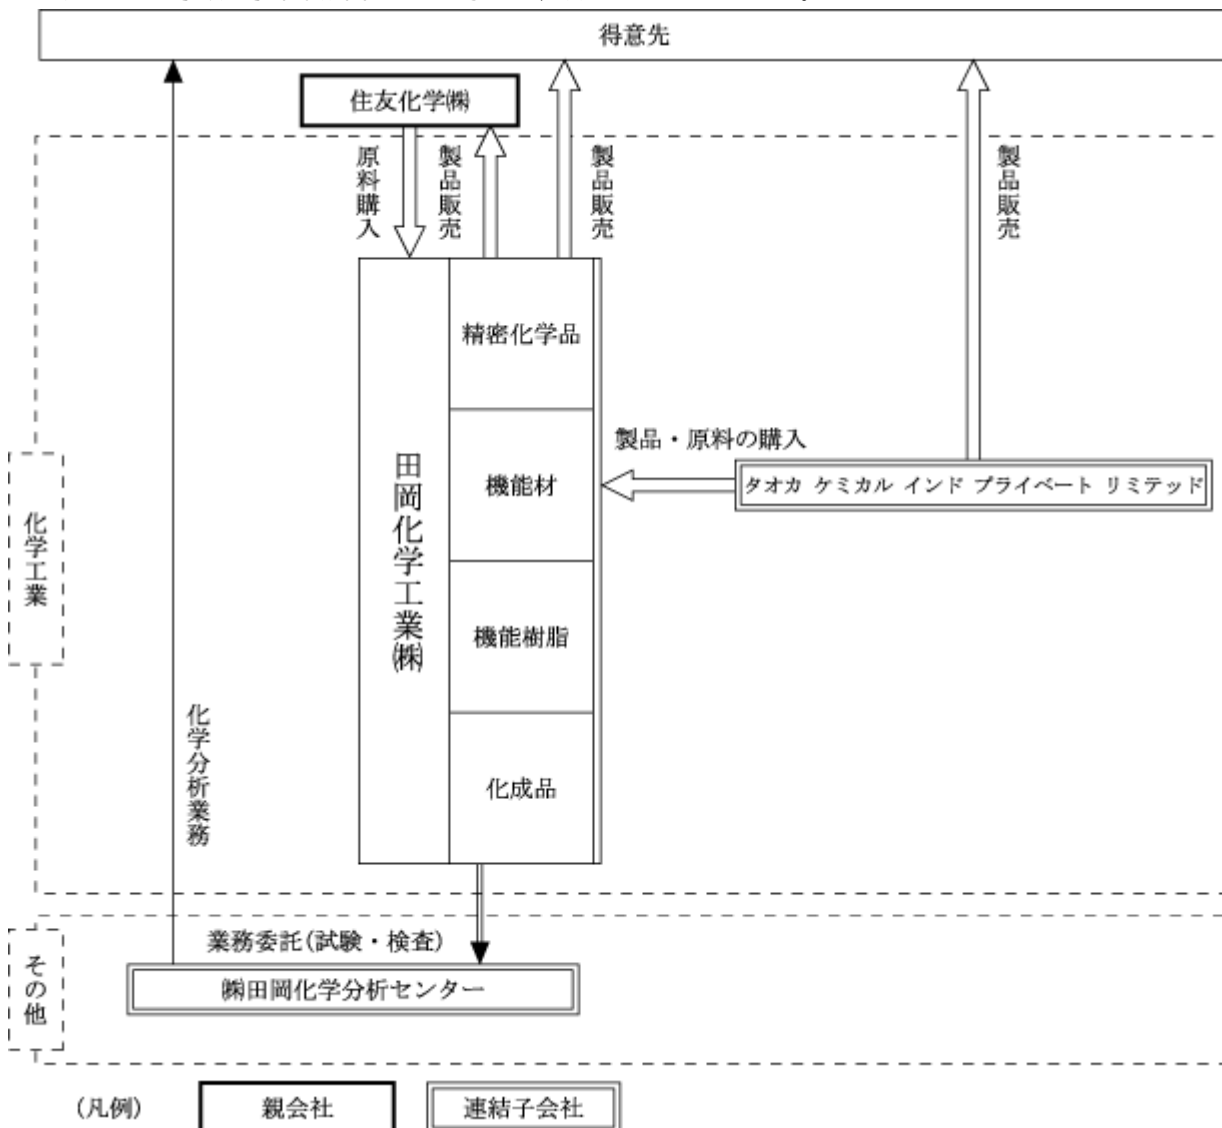 得意先
住友化学㈱
原料購入
製品販売
製品販売
製品販売
精密化学品
機能材
機能樹脂
化成品
田岡化学工業㈱
製品・原料の購入
タオカ ケミカル インド プライベート リミテッド
化学工業
化学分析業務
業務委託(試験・検査)
㈱田岡化学分析センター
その他
(凡例)
親会社
連結子会社